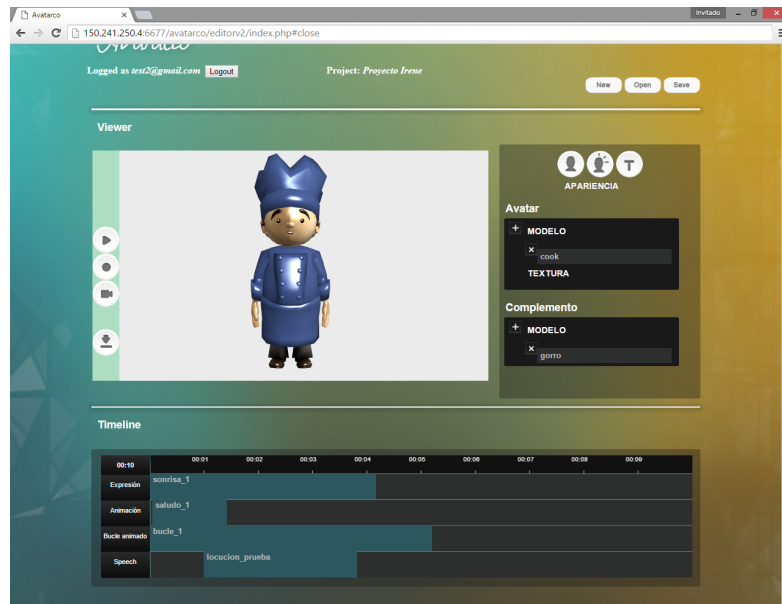 Avatarco
Invitado
150.241.250.4:6677/avatarco/editorv2/index.php#close
Avatarco
Logged as test2@gmail.com Logout Project: Proyecto Irene
New Open Save
Viewer
APARIENCIA
Avatar
MODELO
cook
TEXTURA
Complemento
MODELO
gorro
Timeline
00:10 00:01 00:02 00:03 00:04 00:05 00:06 00:07 00:08 00:09
Expresión sonrisa_1
Animación saludo_1
Bucle animado bucle_1
Speech locucion_prueba